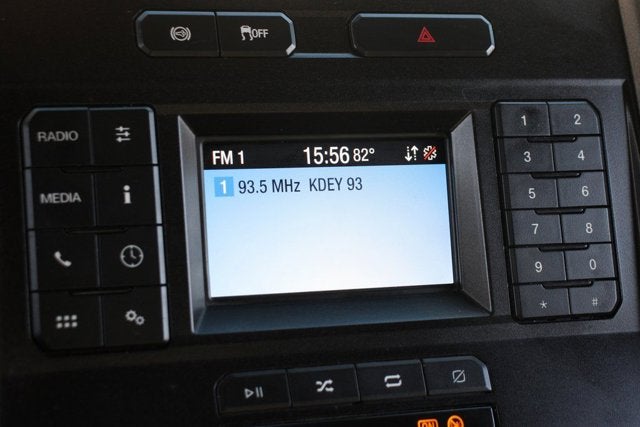 OFF
RADIO
MEDIA
FM 1 15:56 82°
1 93.5 MHz KDEY 93
1 2
3 4
5 6
7 8
9 0
* #